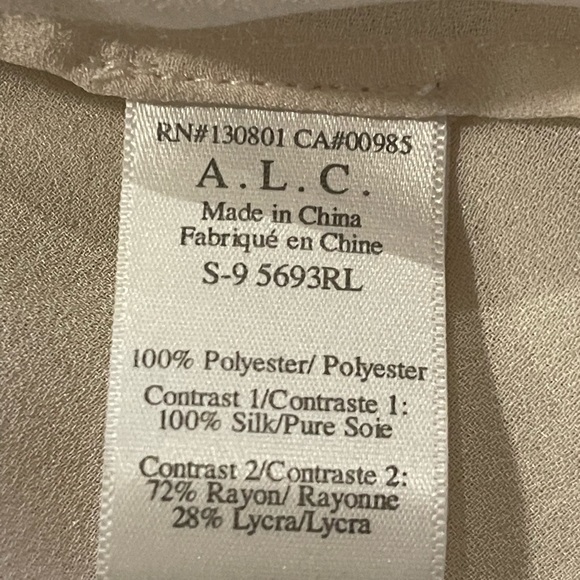 RN#130801 CA#00985
A.L.C.
Made in China
Fabriqué en Chine
S-9 5693RL
100% Polyester/ Polyester
Contrast 1/Contraste 1:
100% Silk/Pure Soie
Contrast 2/Contraste 2:
72% Rayon/ Rayonne
28% Lycra/Lycra